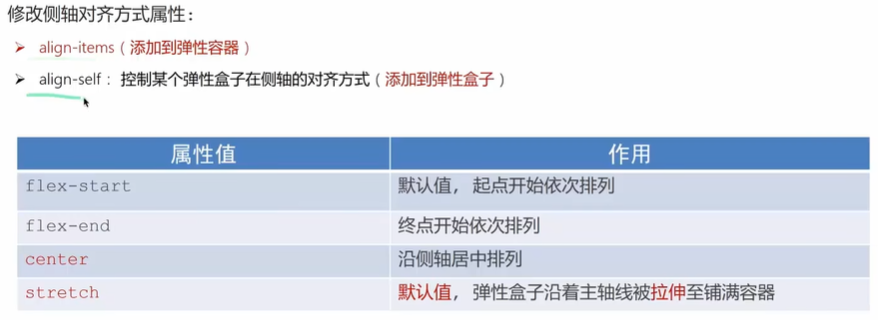 修改侧轴对齐方式属性：
➢ align-items（添加到弹性容器）
➢ align-self： 控制某个弹性盒子在侧轴的对齐方式（添加到弹性盒子）
属性值 作用
flex-start 默认值， 起点开始依次排列
flex-end 终点开始依次排列
center 沿侧轴居中排列
stretch 默认值， 弹性盒子沿着主轴线被拉伸至铺满容器